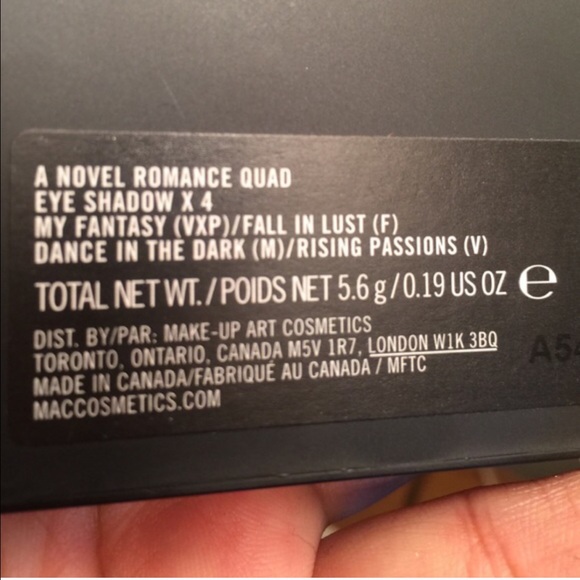 A NOVEL ROMANCE QUAD
EYE SHADOW X 4
MY FANTASY (VXP)/FALL IN LUST (F)
DANCE IN THE DARK (M)/RISING PASSIONS (V)
TOTAL NET WT./POIDS NET 5.6 g/0.19 US OZ ℮
DIST. BY/PAR: MAKE-UP ART COSMETICS
TORONTO, ONTARIO, CANADA M5V 1R7, LONDON W1K 3BQ
MADE IN CANADA/FABRIQUÉ AU CANADA / MFTC
MACCOSMETICS.COM